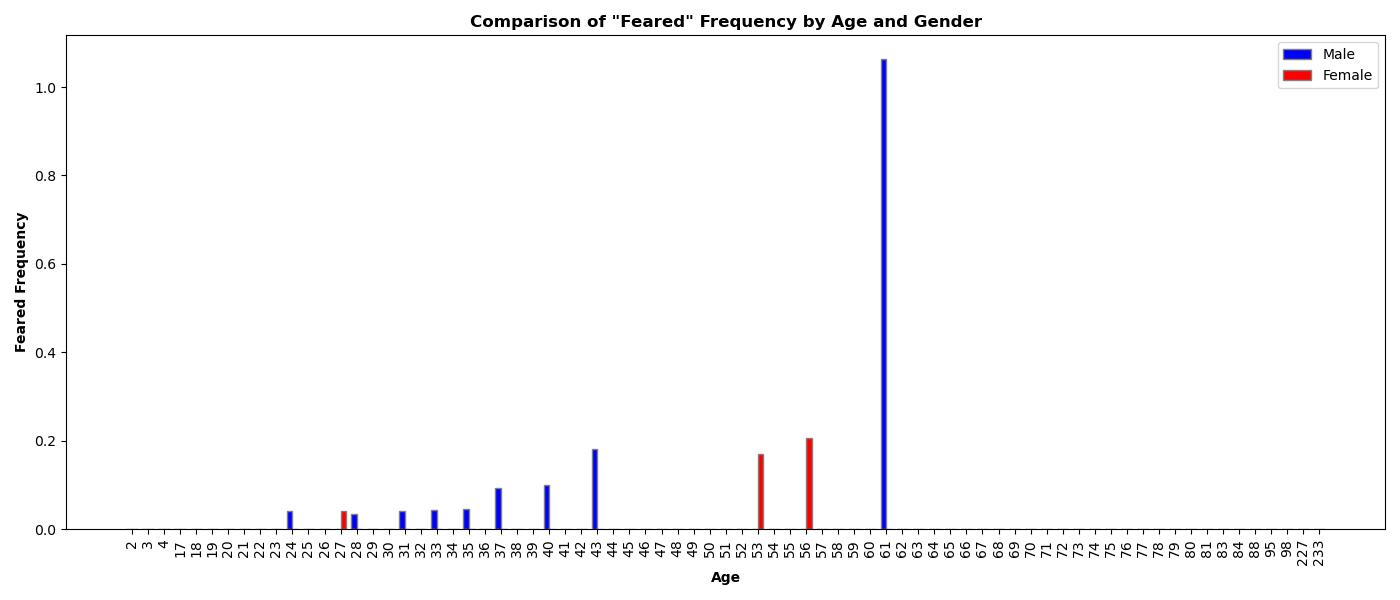 Comparison of "Feared" Frequency by Age and Gender
Male
Female
Feared Frequency
1.0
0.8
0.6
0.4
0.2
0.0
2 3 4 17 18 19 20 21 22 23 24 25 26 27 28 29 30 31 32 33 34 35 36 37 38 39 40 41 42 43 44 45 46 47 48 49 50 51 52 53 54 55 56 57 58 59 60 61 62 63 64 65 66 67 68 69 70 71 72 73 74 75 76 77 78 79 80 81 83 84 88 95 98 227 233
Age